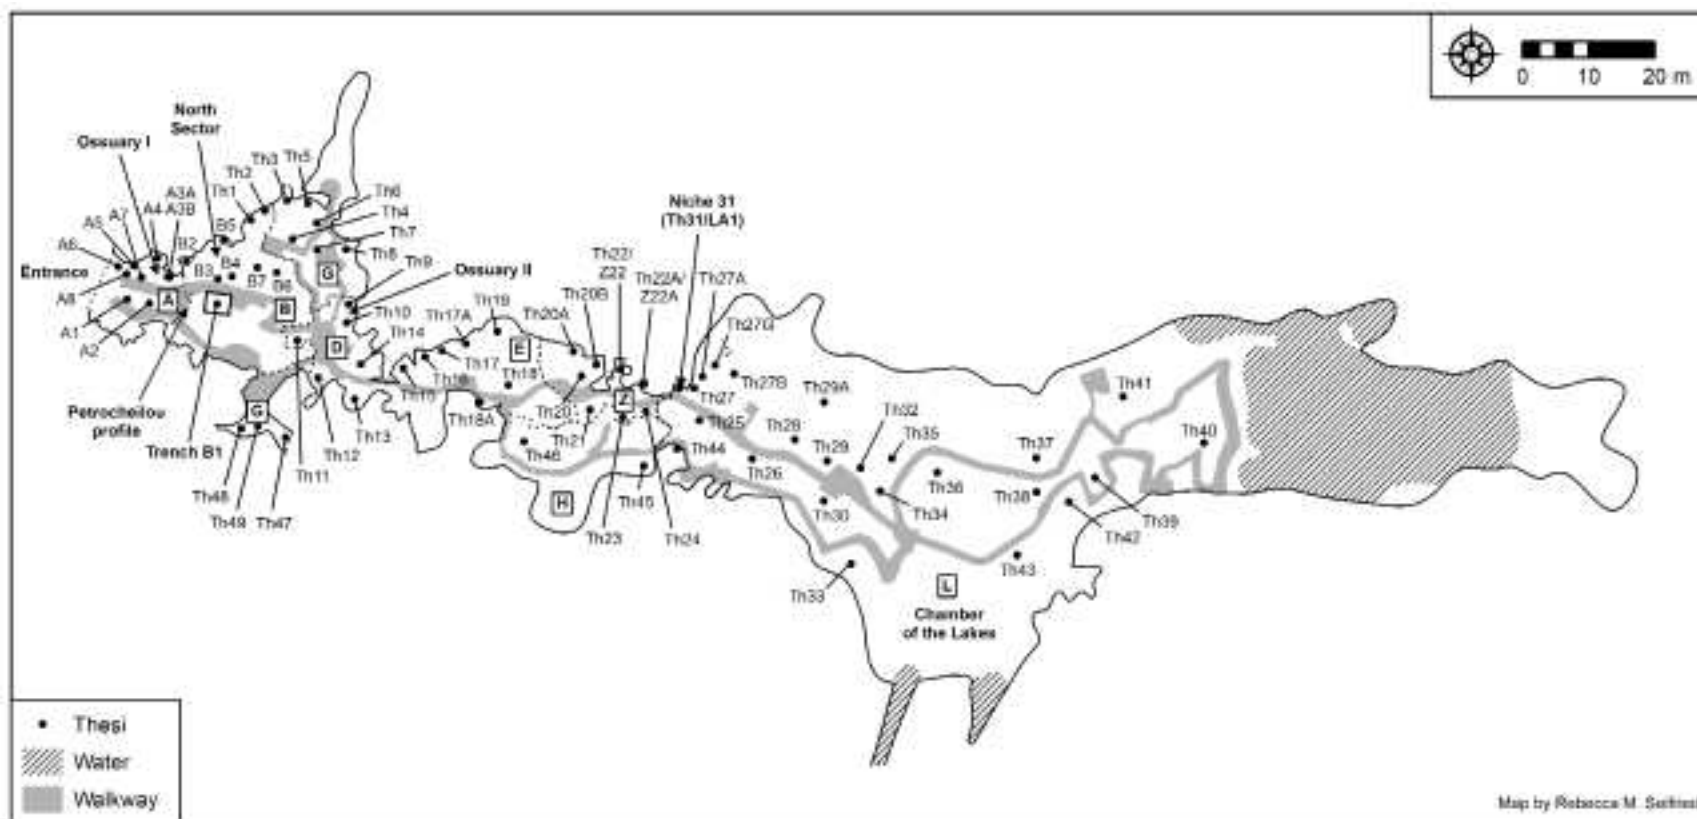 0 10 20 m
North
Sector
Ossuary I
Th3
Th5
Th2
A3A
Th1
A3B
A7
A4
A5
B5
B2
A6
Th6
Th4
Th7
Th8
Th9
Entrance
B3
B4
B7
B6
G
Ossuary II
A8
A
B
Th10
A1
A2
D
Th14
Th17A
Th19
Th20A
Th20B
Th22/
Z22
Th22A/
Z22A
Niche 31
(Th31/LA1)
Th27A
Th27G
E
Th17
Th16
Th15
Th18
Th18A
Th20
Th21
Z
Th27
Th27B
Th25
Th29A
Petrocheilou
profile
Trench B1
G
Th13
Th12
Th11
Th48
Th49
Th47
Th46
H
Th45
Th44
Th23
Th24
Th26
Th28
Th29
Th30
Th32
Th35
Th34
Th36
Th37
Th38
Th41
Th40
Th39
Th42
Th43
Th33
L
Chamber
of the Lakes
Thesi
Water
Walkway
Map by Rebecca M. Seifried